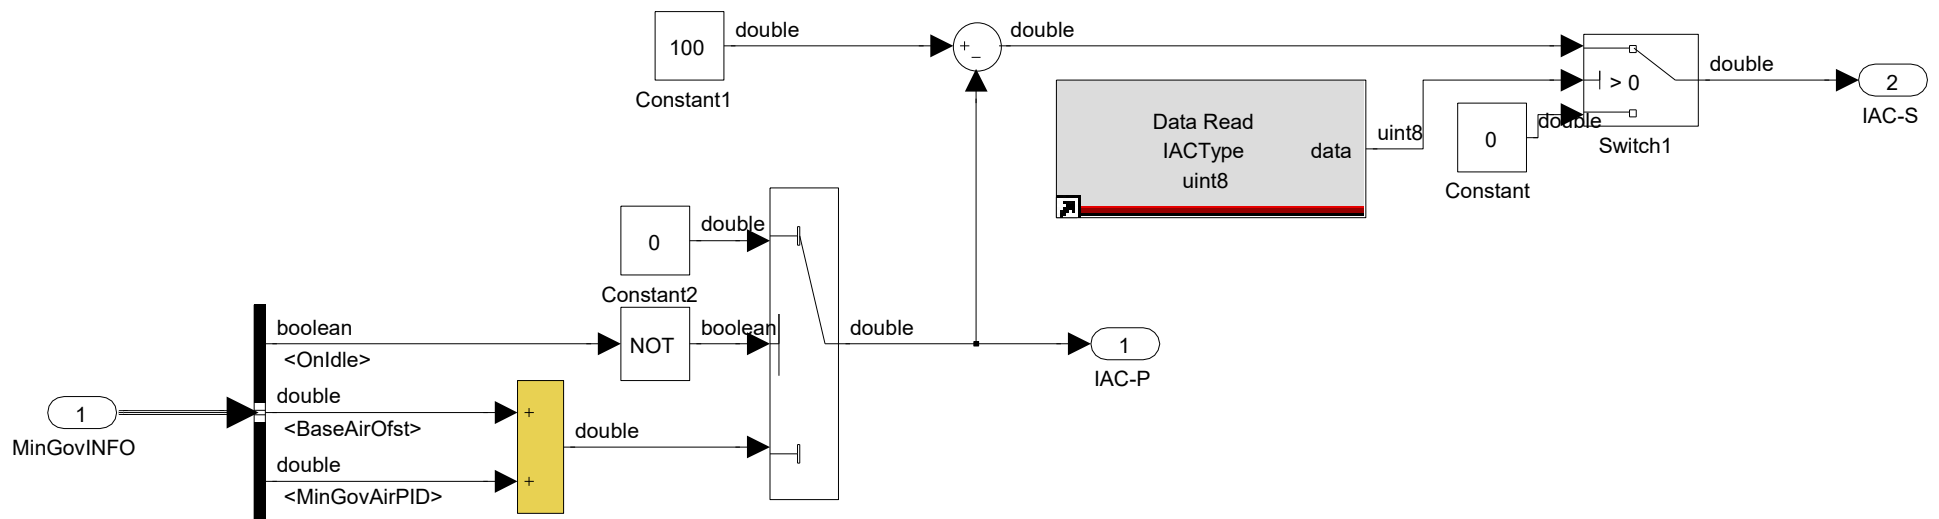 100
double
Constant1
+
−
double
Data Read
IACType
uint8
data
uint8
0
Constant
double
> 0
Switch1
double
2
IAC-S
0
double
Constant2
boolean
<OnIdle>
NOT
boolean
double
1
IAC-P
1
MinGovINFO
double
<BaseAirOfst>
double
<MinGovAirPID>
+
+
double